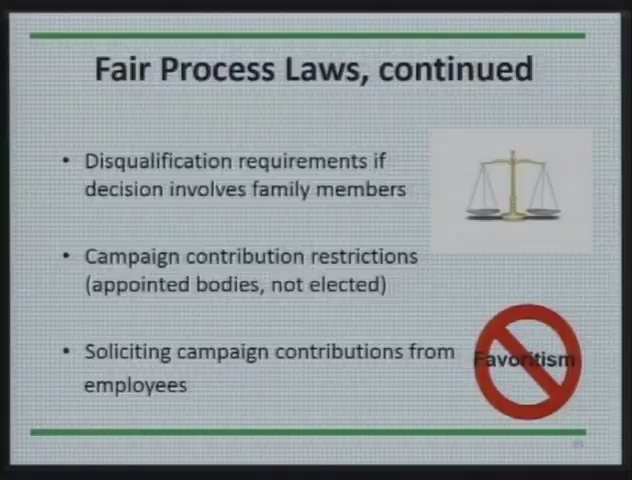 Fair Process Laws, continued
• Disqualification requirements if
decision involves family members
• Campaign contribution restrictions
(appointed bodies, not elected)
• Soliciting campaign contributions from
employees
Favoritism